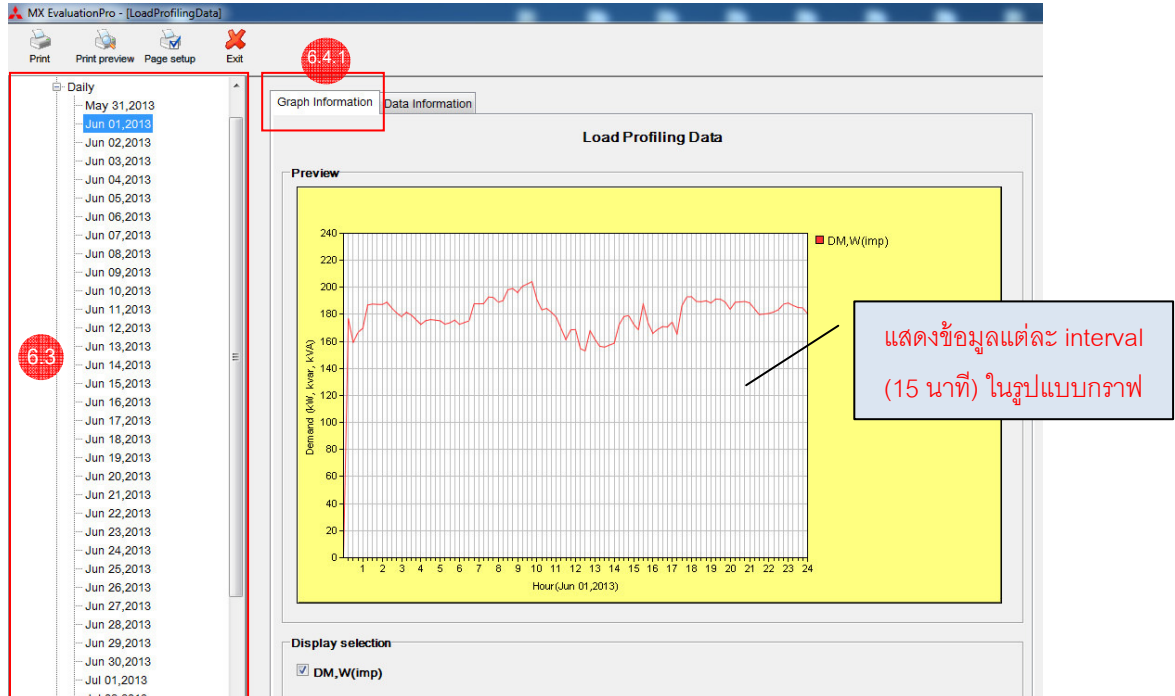 MX EvaluationPro - [LoadProfilingData]
Print Print preview Page setup Exit
6.4.1
Daily
May 31,2013
Jun 01,2013
Jun 02,2013
Jun 03,2013
Jun 04,2013
Jun 05,2013
Jun 06,2013
Jun 07,2013
Jun 08,2013
Jun 09,2013
Jun 10,2013
Jun 11,2013
Jun 12,2013
Jun 13,2013
Jun 14,2013
Jun 15,2013
Jun 16,2013
Jun 17,2013
Jun 18,2013
Jun 19,2013
Jun 20,2013
Jun 21,2013
Jun 22,2013
Jun 23,2013
Jun 24,2013
Jun 25,2013
Jun 26,2013
Jun 27,2013
Jun 28,2013
Jun 29,2013
Jun 30,2013
Jul 01,2013
6.3
Graph Information Data Information
Load Profiling Data
Preview
240
220
200
180
160
140
120
100
80
60
40
20
0
Demand (kW, kvar, kVA)
1 2 3 4 5 6 7 8 9 10 11 12 13 14 15 16 17 18 19 20 21 22 23 24
Hour(Jun 01,2013)
DM,W(imp)
แสดงข้อมูลแต่ละ interval
(15 นาที) ในรูปแบบกราฟ
Display selection
DM,W(imp)